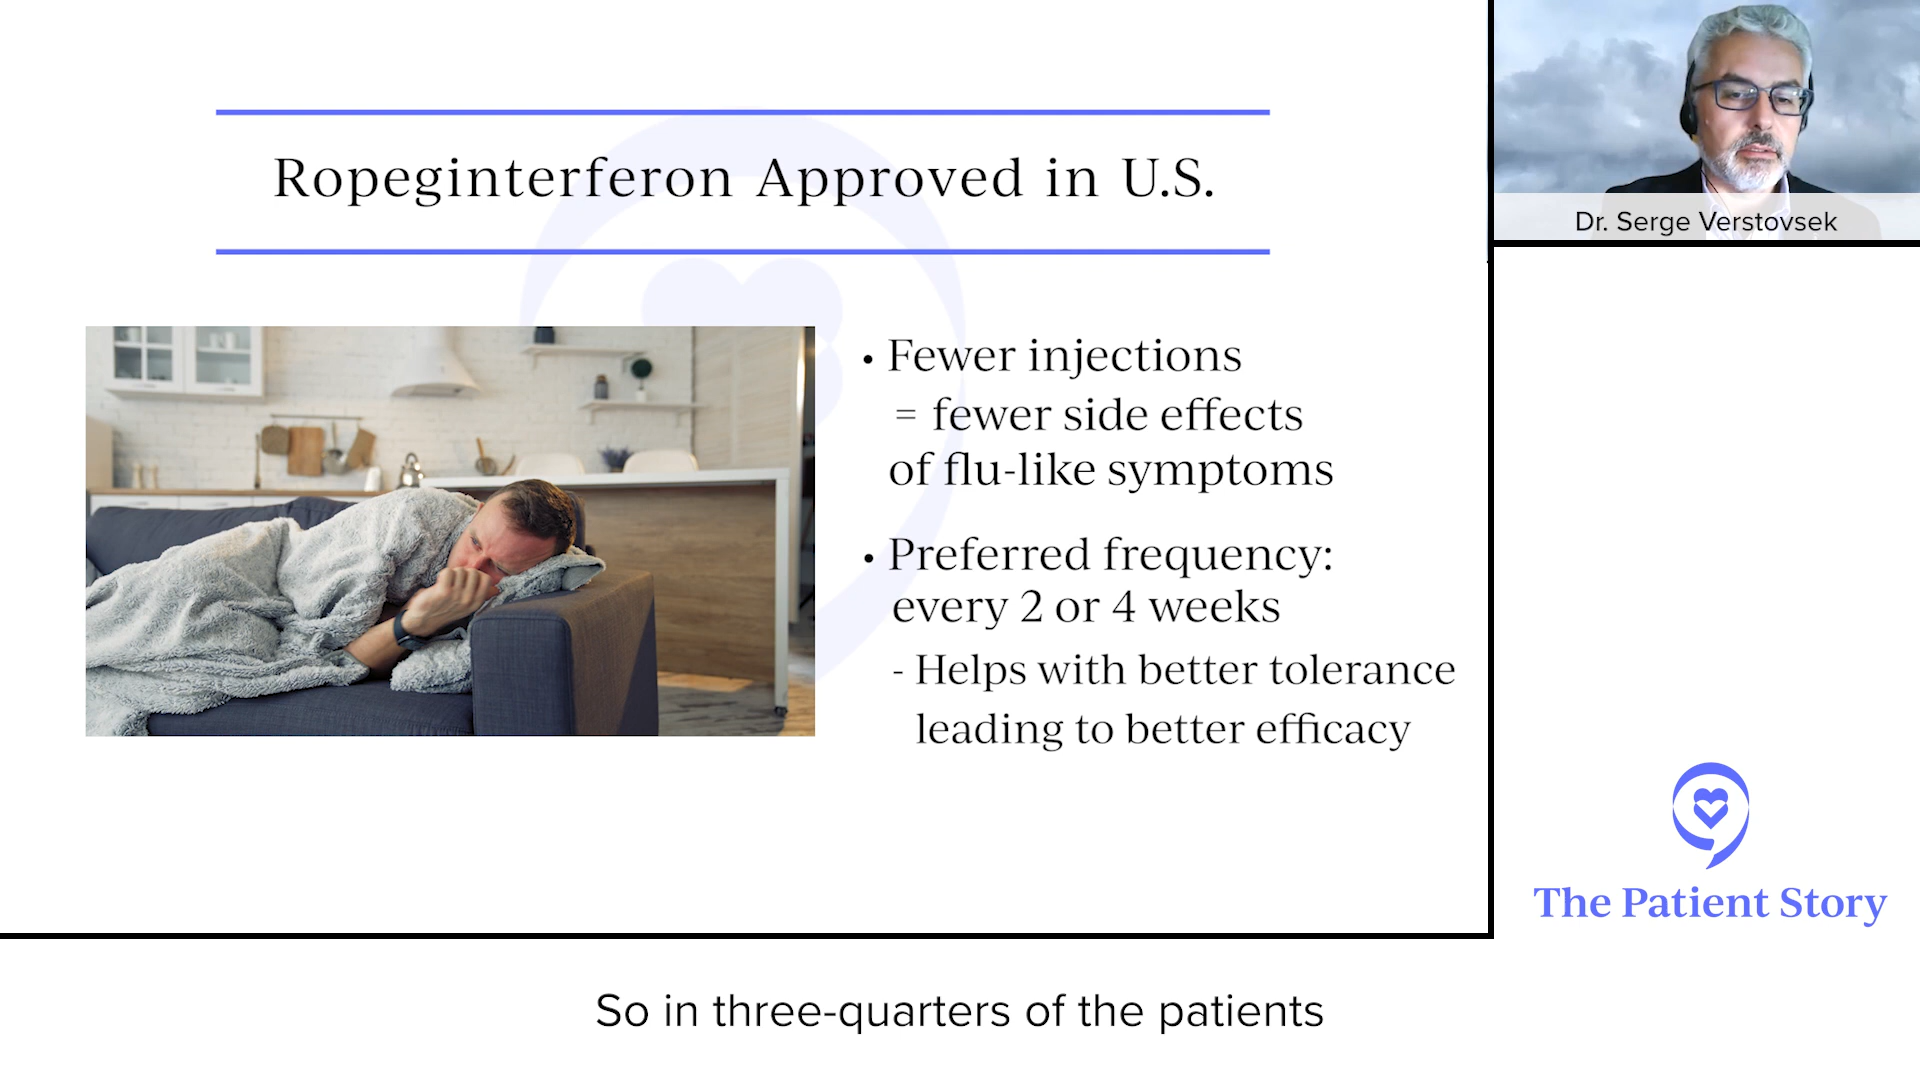 Ropeginterferon Approved in U.S.
• Fewer injections
= fewer side effects
of flu-like symptoms
• Preferred frequency:
every 2 or 4 weeks
- Helps with better tolerance
leading to better efficacy
Dr. Serge Verstovsek
The Patient Story
So in three-quarters of the patients